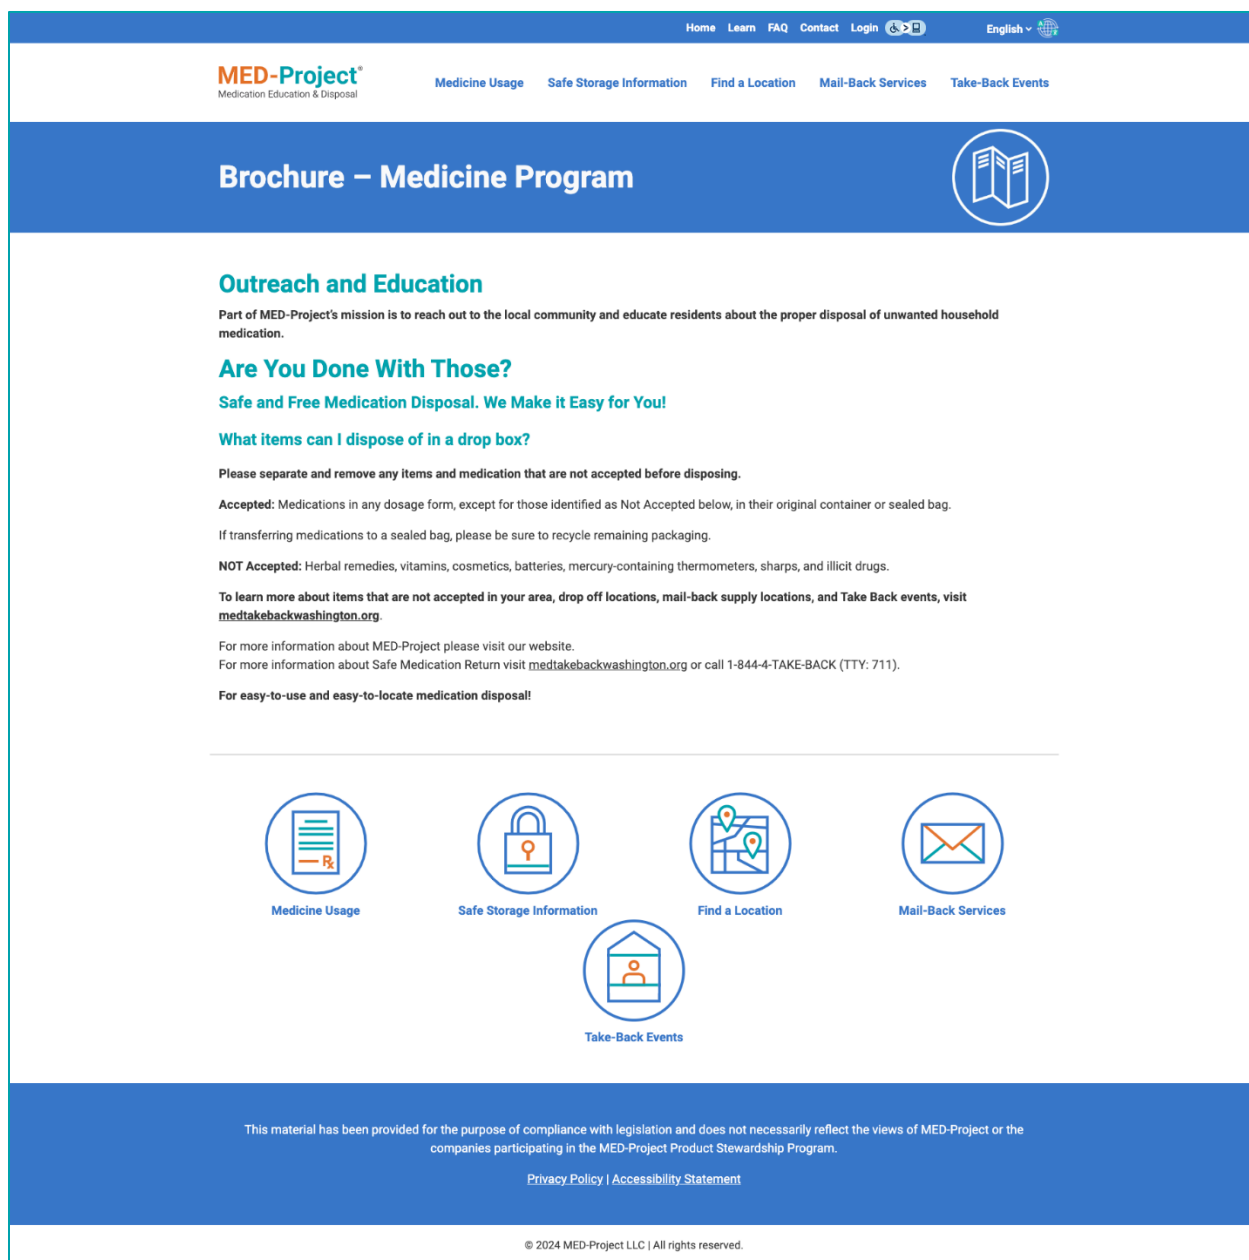 Home Learn FAQ Contact Login English
MED-Project®
Medication Education & Disposal
Medicine Usage Safe Storage Information Find a Location Mail-Back Services Take-Back Events
Brochure – Medicine Program
Outreach and Education
Part of MED-Project's mission is to reach out to the local community and educate residents about the proper disposal of unwanted household
medication.
Are You Done With Those?
Safe and Free Medication Disposal. We Make it Easy for You!
What items can I dispose of in a drop box?
Please separate and remove any items and medication that are not accepted before disposing.
Accepted: Medications in any dosage form, except for those identified as Not Accepted below, in their original container or sealed bag.
If transferring medications to a sealed bag, please be sure to recycle remaining packaging.
NOT Accepted: Herbal remedies, vitamins, cosmetics, batteries, mercury-containing thermometers, sharps, and illicit drugs.
To learn more about items that are not accepted in your area, drop off locations, mail-back supply locations, and Take Back events, visit
medtakebackwashington.org.
For more information about MED-Project please visit our website.
For more information about Safe Medication Return visit medtakebackwashington.org or call 1-844-4-TAKE-BACK (TTY: 711).
For easy-to-use and easy-to-locate medication disposal!
Rx
Medicine Usage Safe Storage Information Find a Location Mail-Back Services
Take-Back Events
This material has been provided for the purpose of compliance with legislation and does not necessarily reflect the views of MED-Project or the
companies participating in the MED-Project Product Stewardship Program.
Privacy Policy | Accessibility Statement
© 2024 MED-Project LLC | All rights reserved.